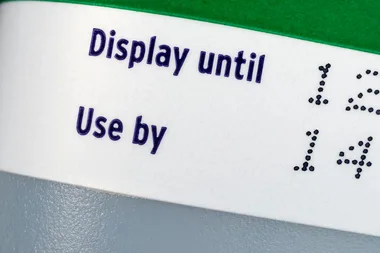 Display until 12
Use by 14